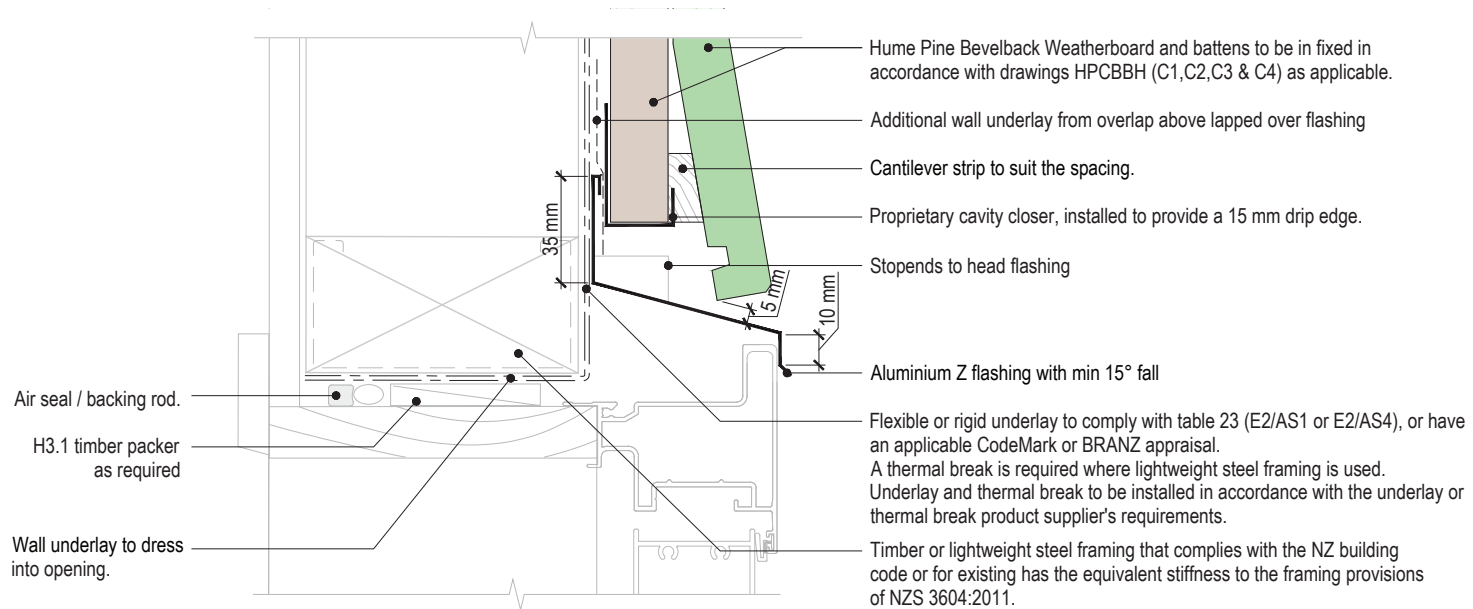 Hume Pine Bevelback Weatherboard and battens to be in fixed in
accordance with drawings HPCBBH (C1,C2,C3 & C4) as applicable.
Additional wall underlay from overlap above lapped over flashing
Cantilever strip to suit the spacing.
35 mm
Proprietary cavity closer, installed to provide a 15 mm drip edge.
Stopends to head flashing
5 mm
10 mm
Aluminium Z flashing with min 15° fall
Air seal / backing rod.
H3.1 timber packer
as required
Flexible or rigid underlay to comply with table 23 (E2/AS1 or E2/AS4), or have
an applicable CodeMark or BRANZ appraisal.
A thermal break is required where lightweight steel framing is used.
Underlay and thermal break to be installed in accordance with the underlay or
thermal break product supplier's requirements.
Wall underlay to dress
into opening.
Timber or lightweight steel framing that complies with the NZ building
code or for existing has the equivalent stiffness to the framing provisions
of NZS 3604:2011.